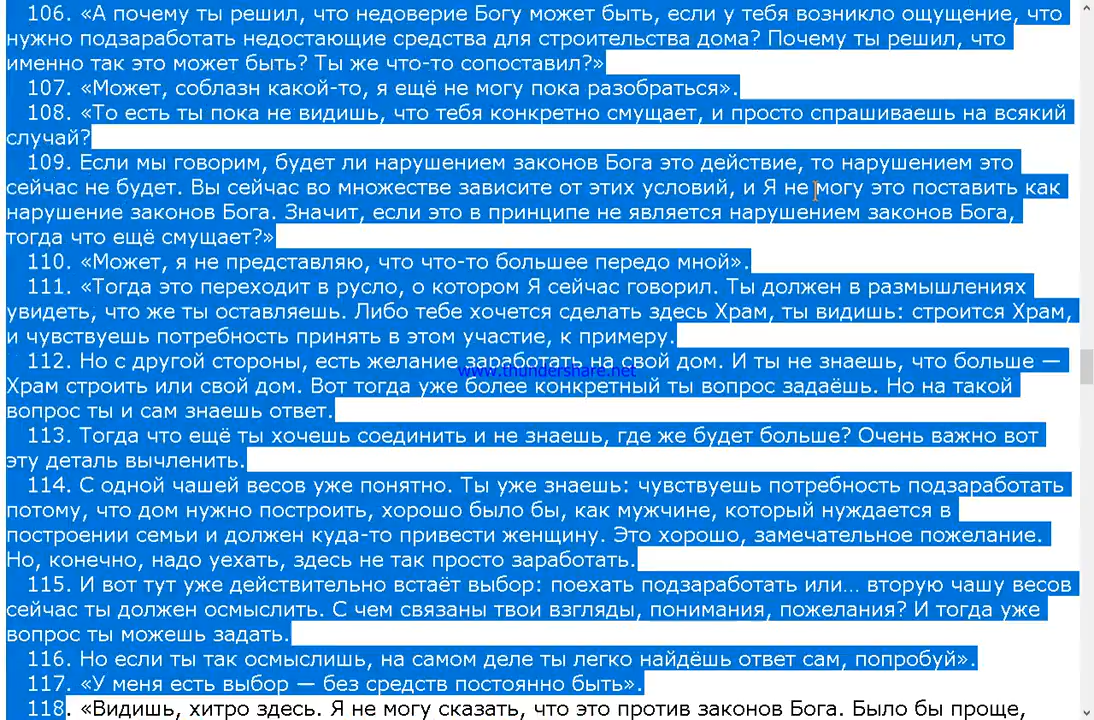 106. «А почему ты решил, что недоверие Богу может быть, если у тебя возникло ощущение, что
нужно подзаработать недостающие средства для строительства дома? Почему ты решил, что
именно так это может быть? Ты же что-то сопоставил?»
107. «Может, соблазн какой-то, я ещё не могу пока разобраться».
108. «То есть ты пока не видишь, что тебя конкретно смущает, и просто спрашиваешь на всякий
случай?
109. Если мы говорим, будет ли нарушением законов Бога это действие, то нарушением это
сейчас не будет. Вы сейчас во множестве зависите от этих условий, и Я не могу это поставить как
нарушение законов Бога. Значит, если это в принципе не является нарушением законов Бога,
тогда что ещё смущает?»
110. «Может, я не представляю, что что-то большее передо мной».
111. «Тогда это переходит в русло, о котором Я сейчас говорил. Ты должен в размышлениях
увидеть, что же ты оставляешь. Либо тебе хочется сделать здесь Храм, ты видишь: строится Храм,
и чувствуешь потребность принять в этом участие, к примеру.
112. Но с другой стороны, есть желание заработать на свой дом. И ты не знаешь, что больше —
www.thundershare.net
Храм строить или свой дом. Вот тогда уже более конкретный ты вопрос задаёшь. Но на такой
вопрос ты и сам знаешь ответ.
113. Тогда что ещё ты хочешь соединить и не знаешь, где же будет больше? Очень важно вот
эту деталь вычленить.
114. С одной чашей весов уже понятно. Ты уже знаешь: чувствуешь потребность подзаработать
потому, что дом нужно построить, хорошо было бы, как мужчине, который нуждается в
построении семьи и должен куда-то привести женщину. Это хорошо, замечательное пожелание.
Но, конечно, надо уехать, здесь не так просто заработать.
115. И вот тут уже действительно встаёт выбор: поехать подзаработать или... вторую чашу весов
сейчас ты должен осмыслить. С чем связаны твои взгляды, понимания, пожелания? И тогда уже
вопрос ты можешь задать.
116. Но если ты так осмыслишь, на самом деле ты легко найдёшь ответ сам, попробуй».
117. «У меня есть выбор — без средств постоянно быть».
118. «Видишь, хитро здесь. Я не могу сказать, что это против законов Бога. Было бы проще,